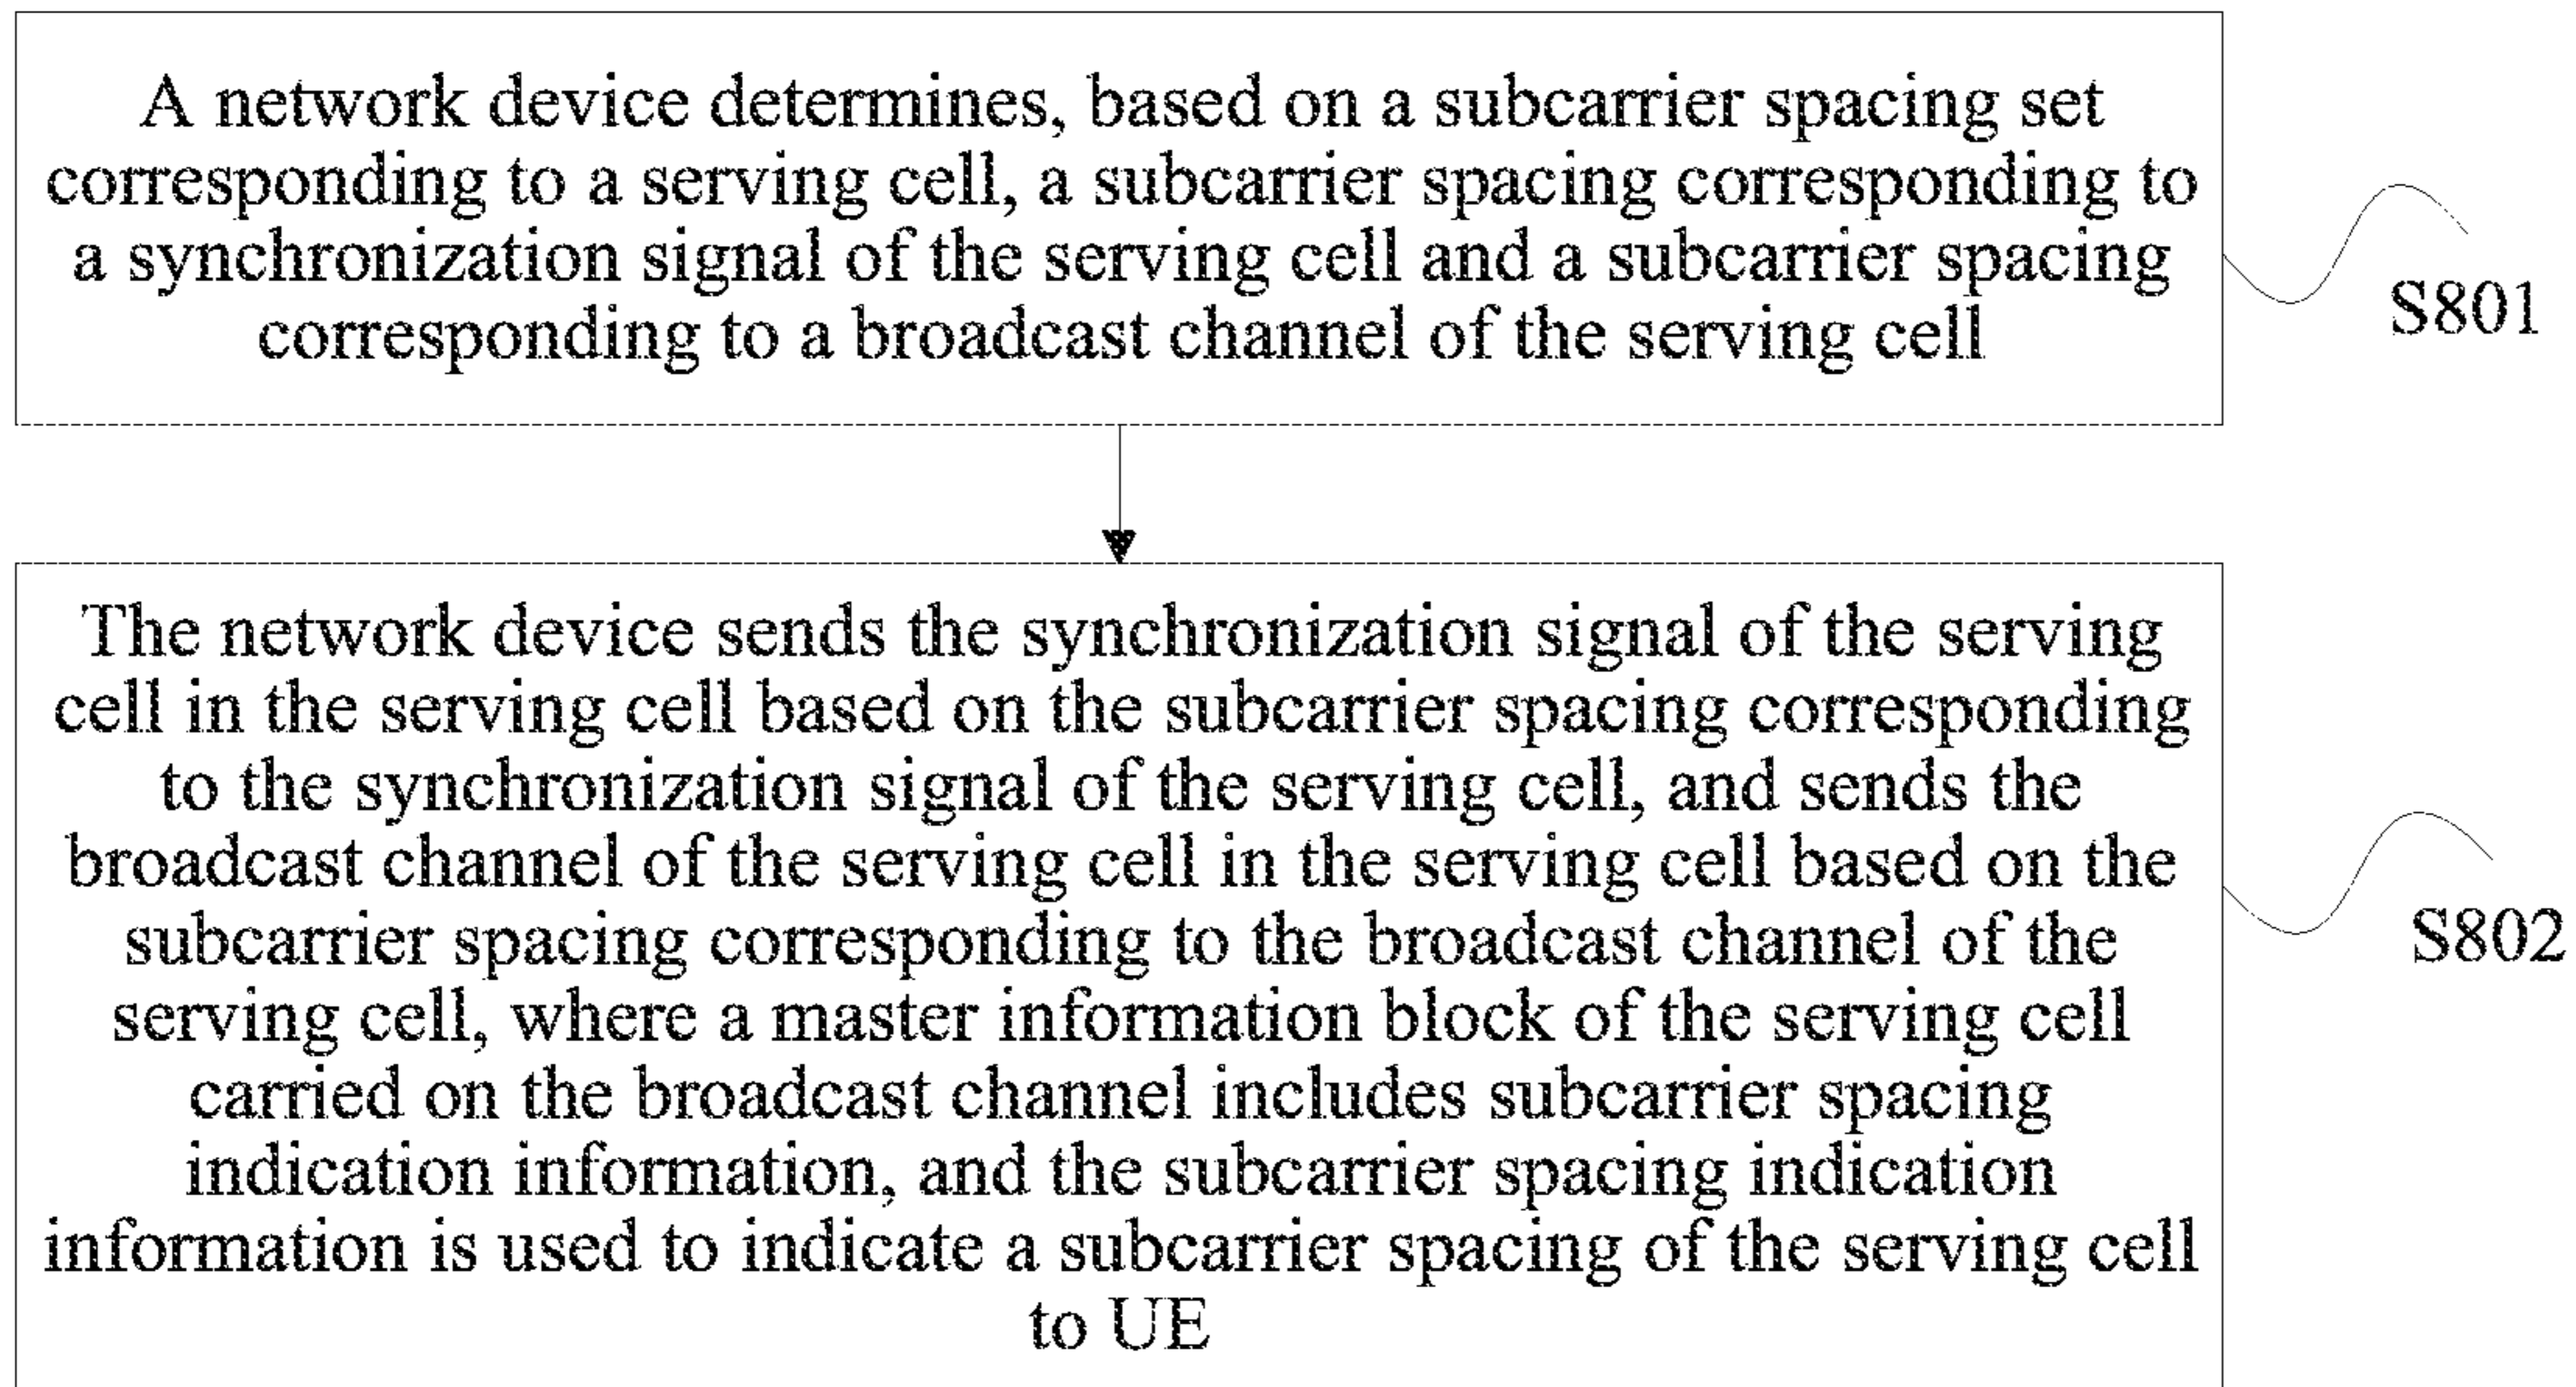 A network device determines, based on a subcarrier spacing set
corresponding to a serving cell, a subcarrier spacing corresponding to
a synchronization signal of the serving cell and a subcarrier spacing
corresponding to a broadcast channel of the serving cell
S801
The network device sends the synchronization signal of the serving
cell in the serving cell based on the subcarrier spacing corresponding
to the synchronization signal of the serving cell, and sends the
broadcast channel of the serving cell in the serving cell based on the
subcarrier spacing corresponding to the broadcast channel of the
serving cell, where a master information block of the serving cell
carried on the broadcast channel includes subcarrier spacing
indication information, and the subcarrier spacing indication
information is used to indicate a subcarrier spacing of the serving cell
to UE
S802